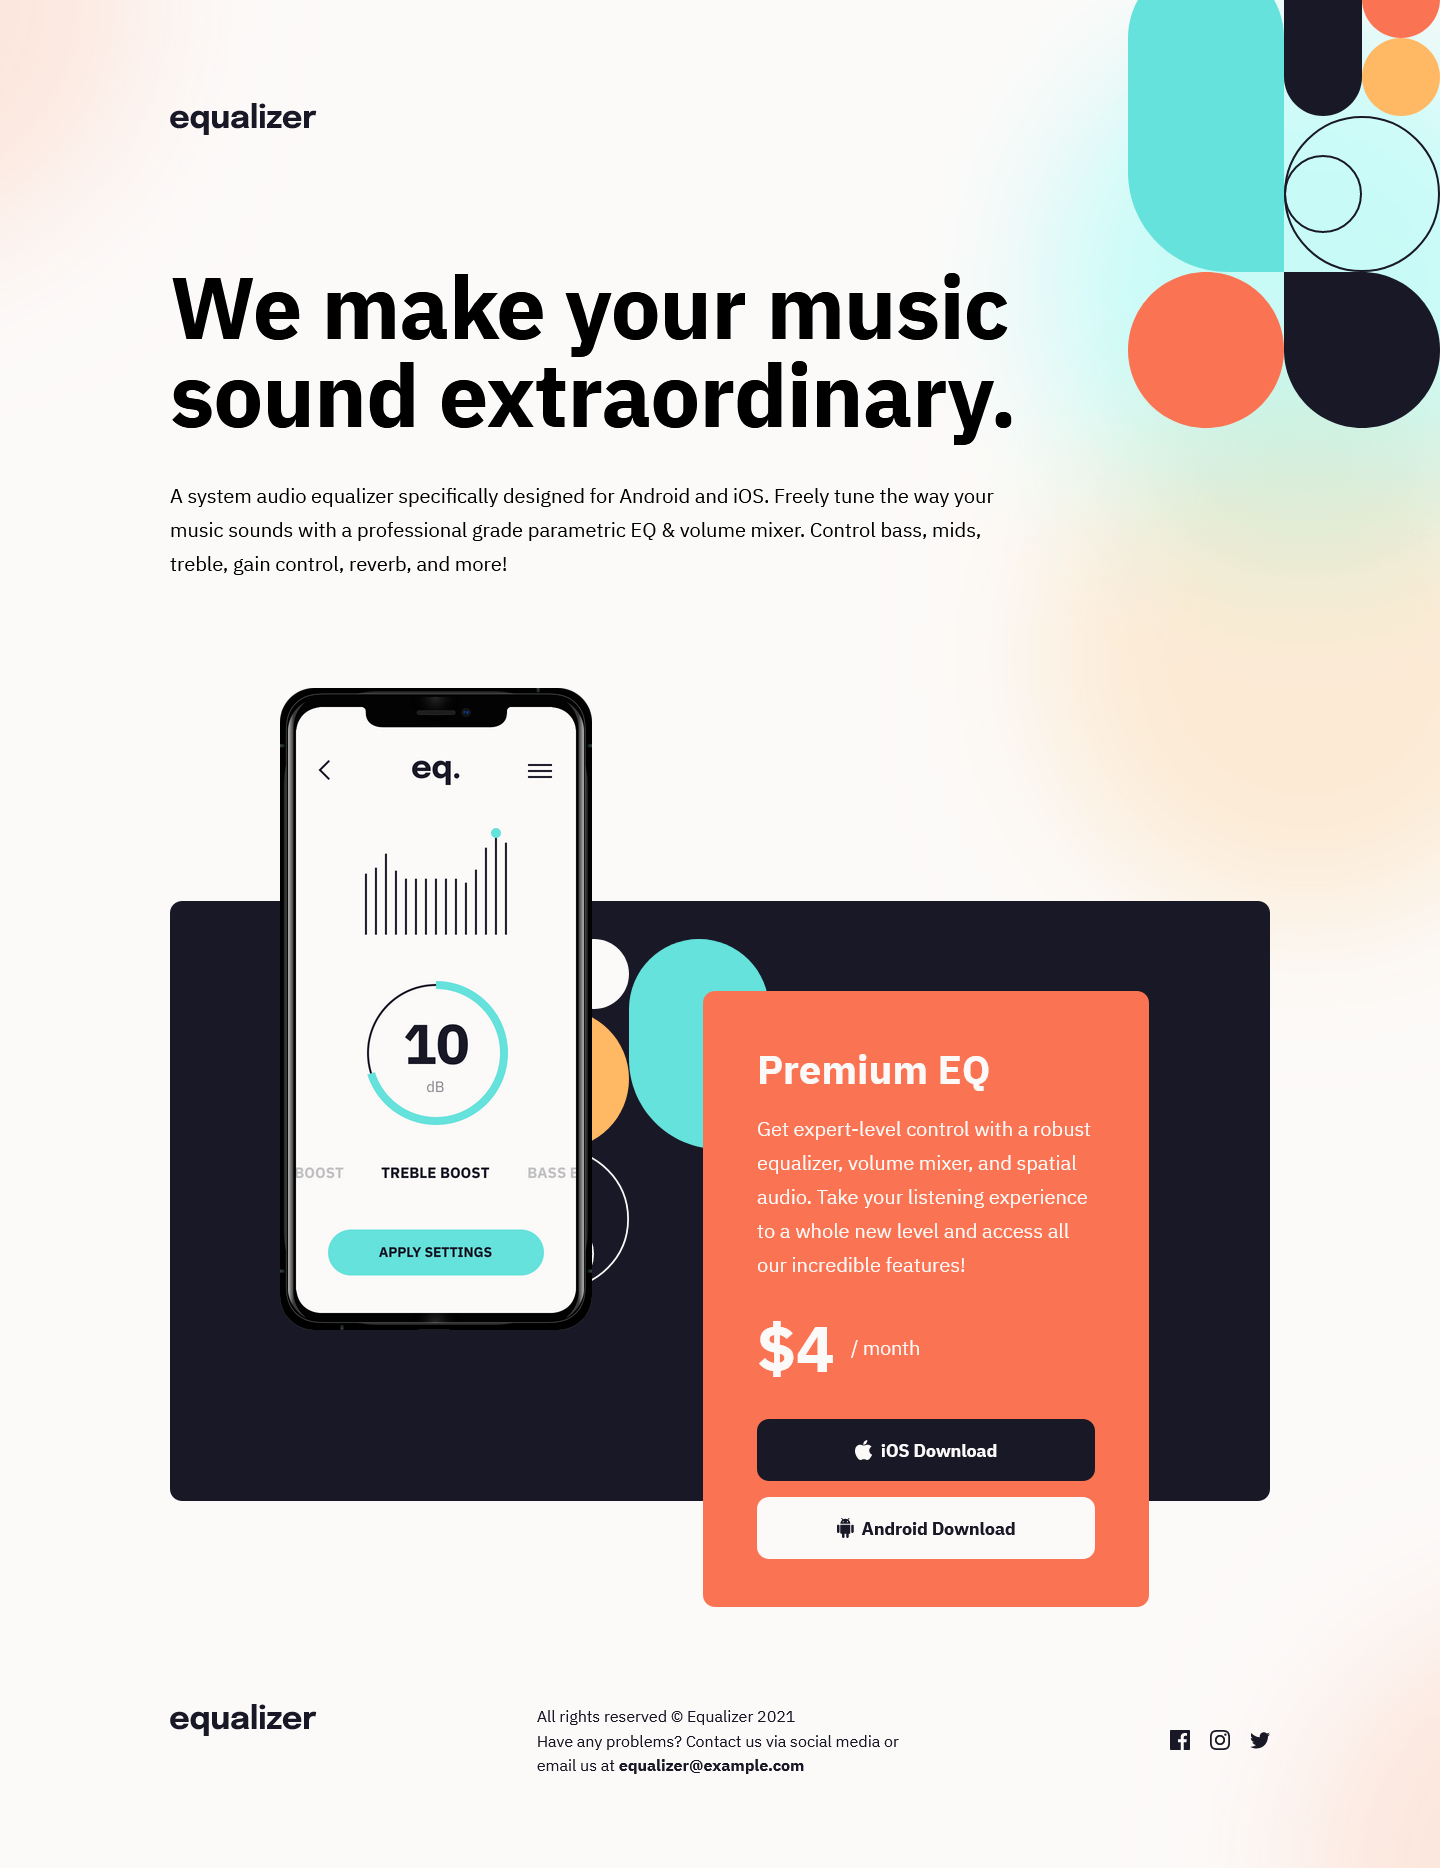 equalizer
We make your music
sound extraordinary.
A system audio equalizer specifically designed for Android and iOS. Freely tune the way your
music sounds with a professional grade parametric EQ & volume mixer. Control bass, mids,
treble, gain control, reverb, and more!
eq.
10
dB
BOOST TREBLE BOOST BASS
APPLY SETTINGS
Premium EQ
Get expert-level control with a robust
equalizer, volume mixer, and spatial
audio. Take your listening experience
to a whole new level and access all
our incredible features!
$4 / month
iOS Download
Android Download
equalizer
All rights reserved © Equalizer 2021
Have any problems? Contact us via social media or
email us at equalizer@example.com